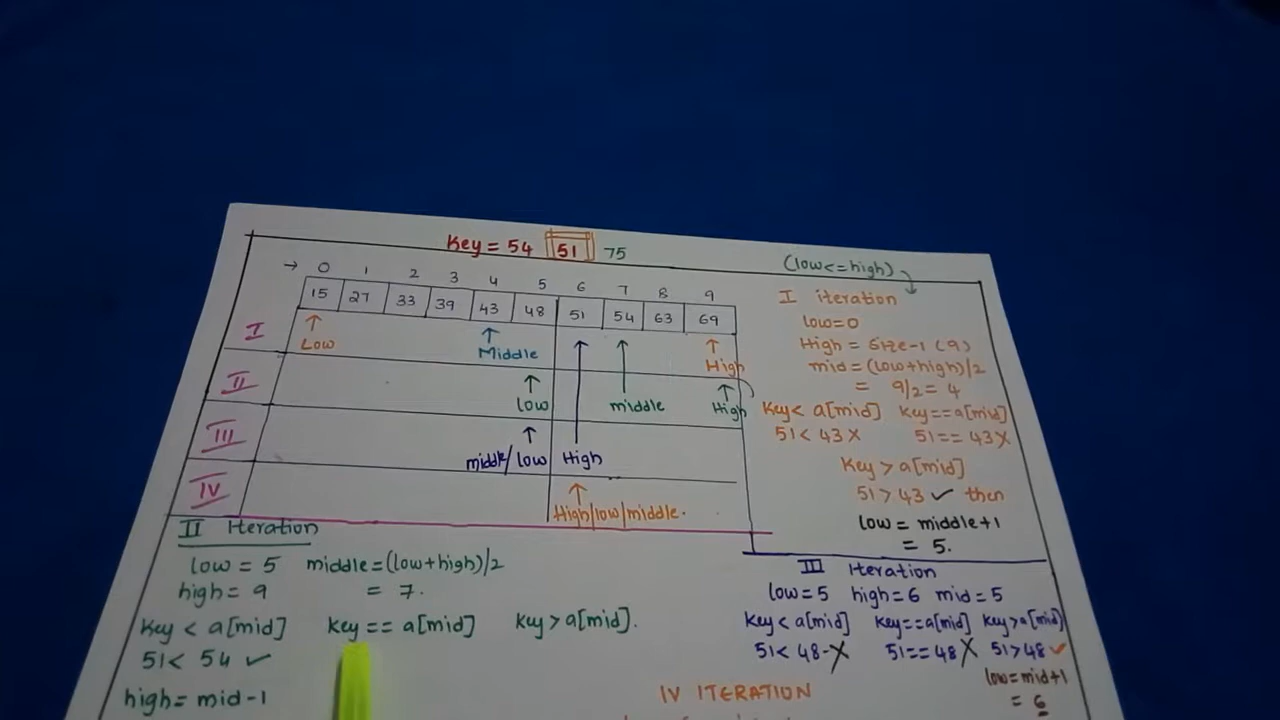 Key = 54 51 75
(low<=high)
→ 0 1 2 3 4 5 6 7 8 9
15 27 33 39 43 48 51 54 63 69
I
Low Middle High
II
low middle High
III
middle/low High
IV
High/low/middle.
I iteration
low=0
High = size-1 (9)
mid = (low+high)/2
= 9/2 = 4
Key< a[mid] Key==a[mid]
51 < 43 X 51 == 43 X
Key > a[mid]
51 > 43 ✓ then
low = middle+1
= 5.
II Iteration
low = 5 middle = (low+high)/2
high = 9 = 7.
Key < a[mid] Key == a[mid] Key > a[mid].
51 < 54 ✓
high = mid -1
III Iteration
low=5 high=6 mid=5
Key<a[mid] Key==a[mid] Key>a[mid]
51 < 48 - X 51==48 X 51>48 ✓
low=mid+1
= 6
IV ITERATION